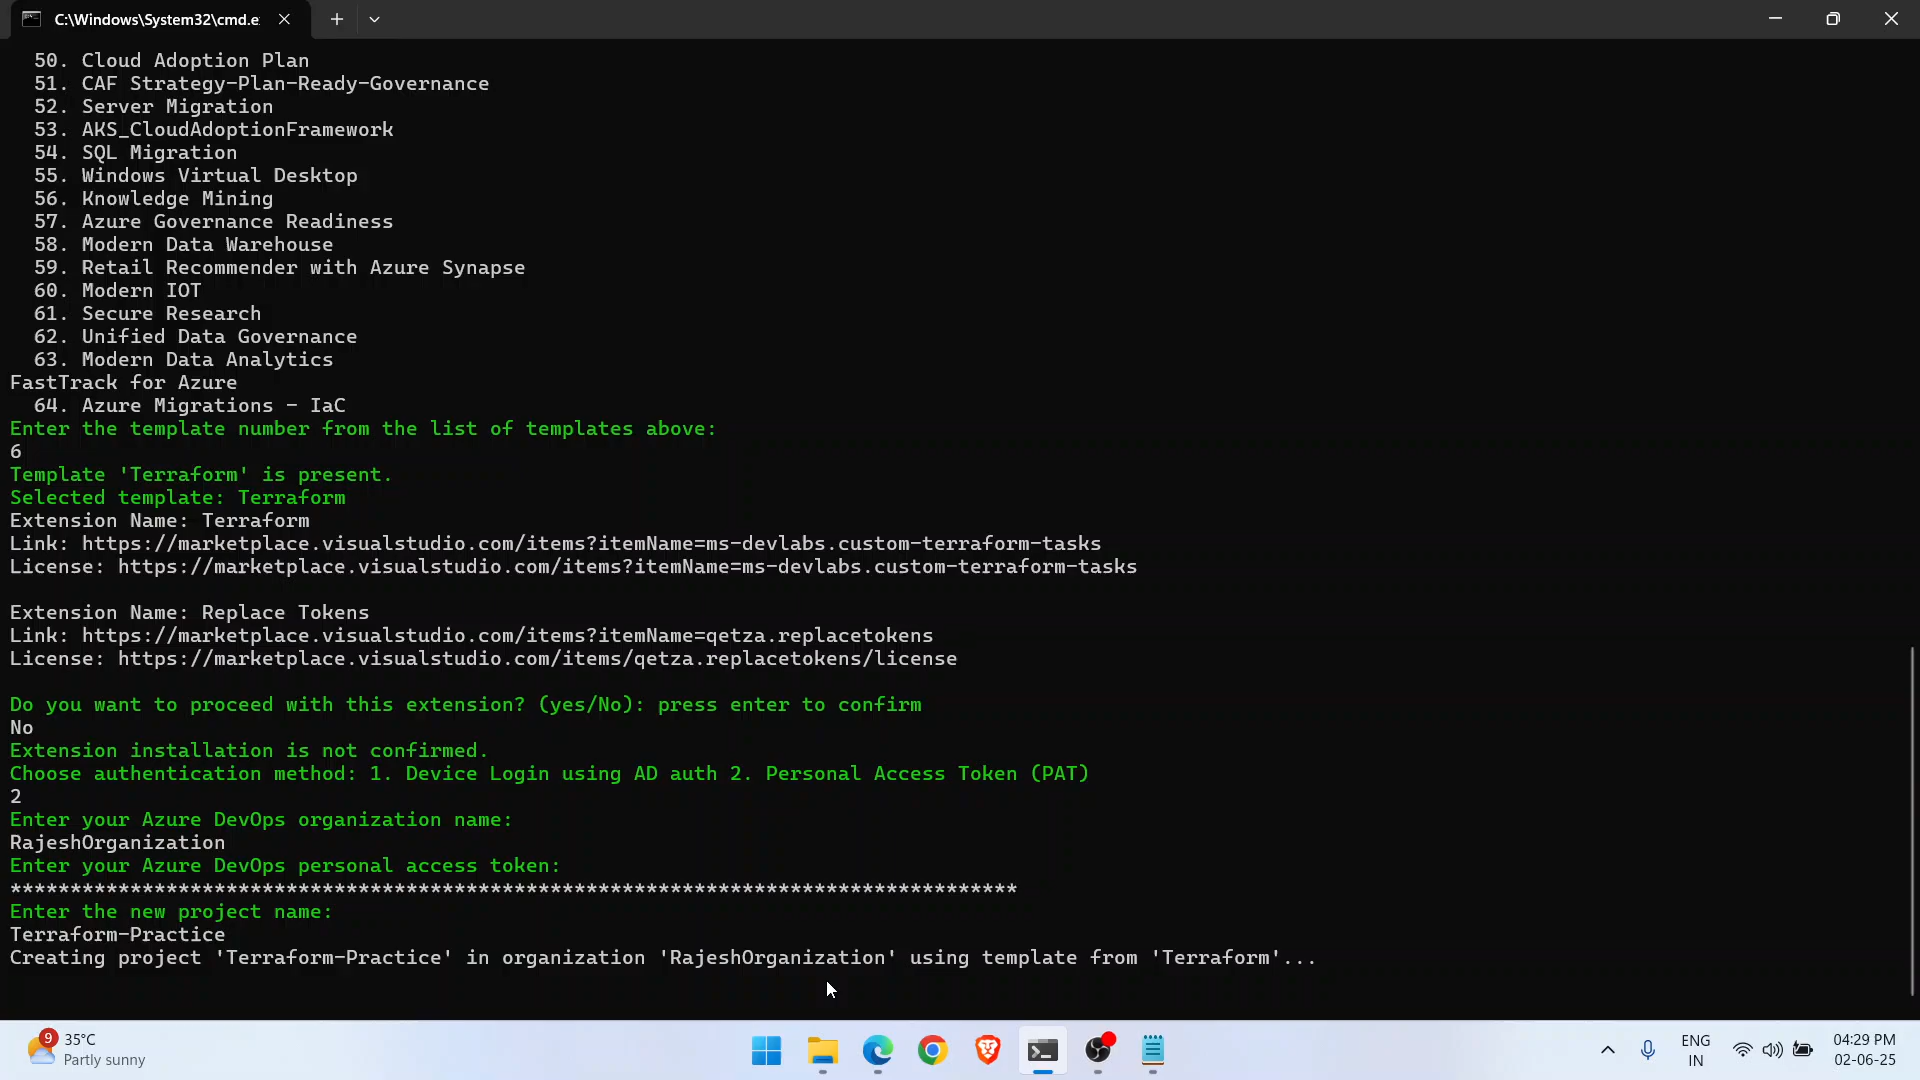 C:\Windows\System32\cmd.e
50. Cloud Adoption Plan
51. CAF Strategy-Plan-Ready-Governance
52. Server Migration
53. AKS_CloudAdoptionFramework
54. SQL Migration
55. Windows Virtual Desktop
56. Knowledge Mining
57. Azure Governance Readiness
58. Modern Data Warehouse
59. Retail Recommender with Azure Synapse
60. Modern IOT
61. Secure Research
62. Unified Data Governance
63. Modern Data Analytics
FastTrack for Azure
64. Azure Migrations - IaC
Enter the template number from the list of templates above:
6
Template 'Terraform' is present.
Selected template: Terraform
Extension Name: Terraform
Link: https://marketplace.visualstudio.com/items?itemName=ms-devlabs.custom-terraform-tasks
License: https://marketplace.visualstudio.com/items?itemName=ms-devlabs.custom-terraform-tasks
Extension Name: Replace Tokens
Link: https://marketplace.visualstudio.com/items?itemName=qetza.replacetokens
License: https://marketplace.visualstudio.com/items/qetza.replacetokens/license
Do you want to proceed with this extension? (yes/No): press enter to confirm
No
Extension installation is not confirmed.
Choose authentication method: 1. Device Login using AD auth 2. Personal Access Token (PAT)
2
Enter your Azure DevOps organization name:
RajeshOrganization
Enter your Azure DevOps personal access token:
************************************************************************************
Enter the new project name:
Terraform-Practice
Creating project 'Terraform-Practice' in organization 'RajeshOrganization' using template from 'Terraform'...
9
35°C
Partly sunny
ENG
IN
04:29 PM
02-06-25